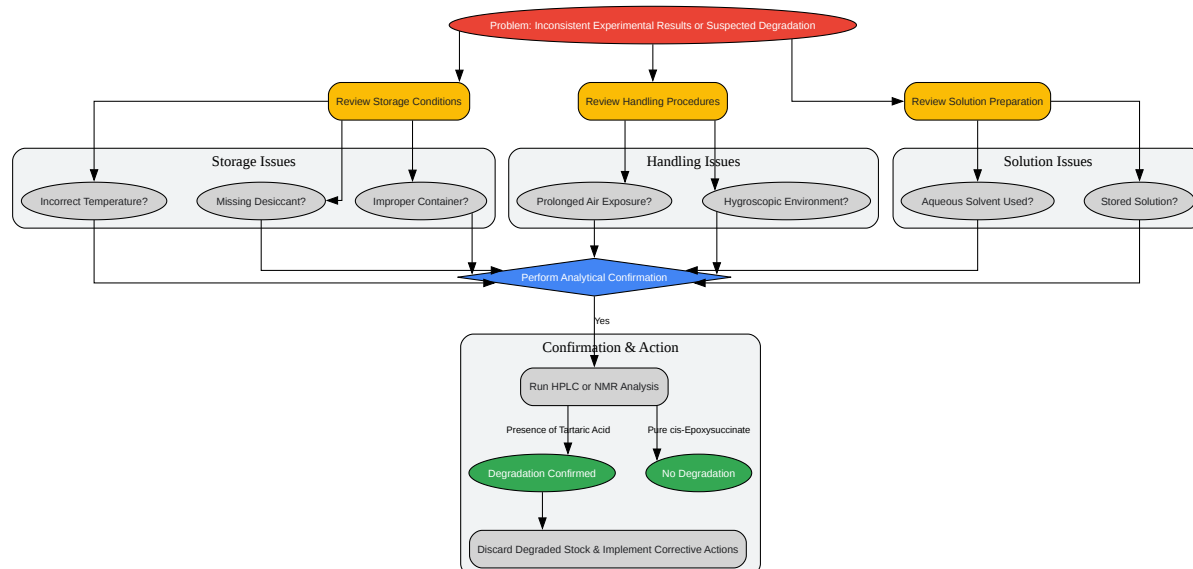 Problem: Inconsistent Experimental Results or Suspected Degradation
Review Storage Conditions
Review Handling Procedures
Review Solution Preparation
Storage Issues
Handling Issues
Solution Issues
Incorrect Temperature?
Missing Desiccant?
Improper Container?
Prolonged Air Exposure?
Hygroscopic Environment?
Aqueous Solvent Used?
Stored Solution?
Perform Analytical Confirmation
Yes
Confirmation & Action
Run HPLC or NMR Analysis
Presence of Tartaric Acid
Pure cis-Epoxysuccinate
Degradation Confirmed
No Degradation
Discard Degraded Stock & Implement Corrective Actions